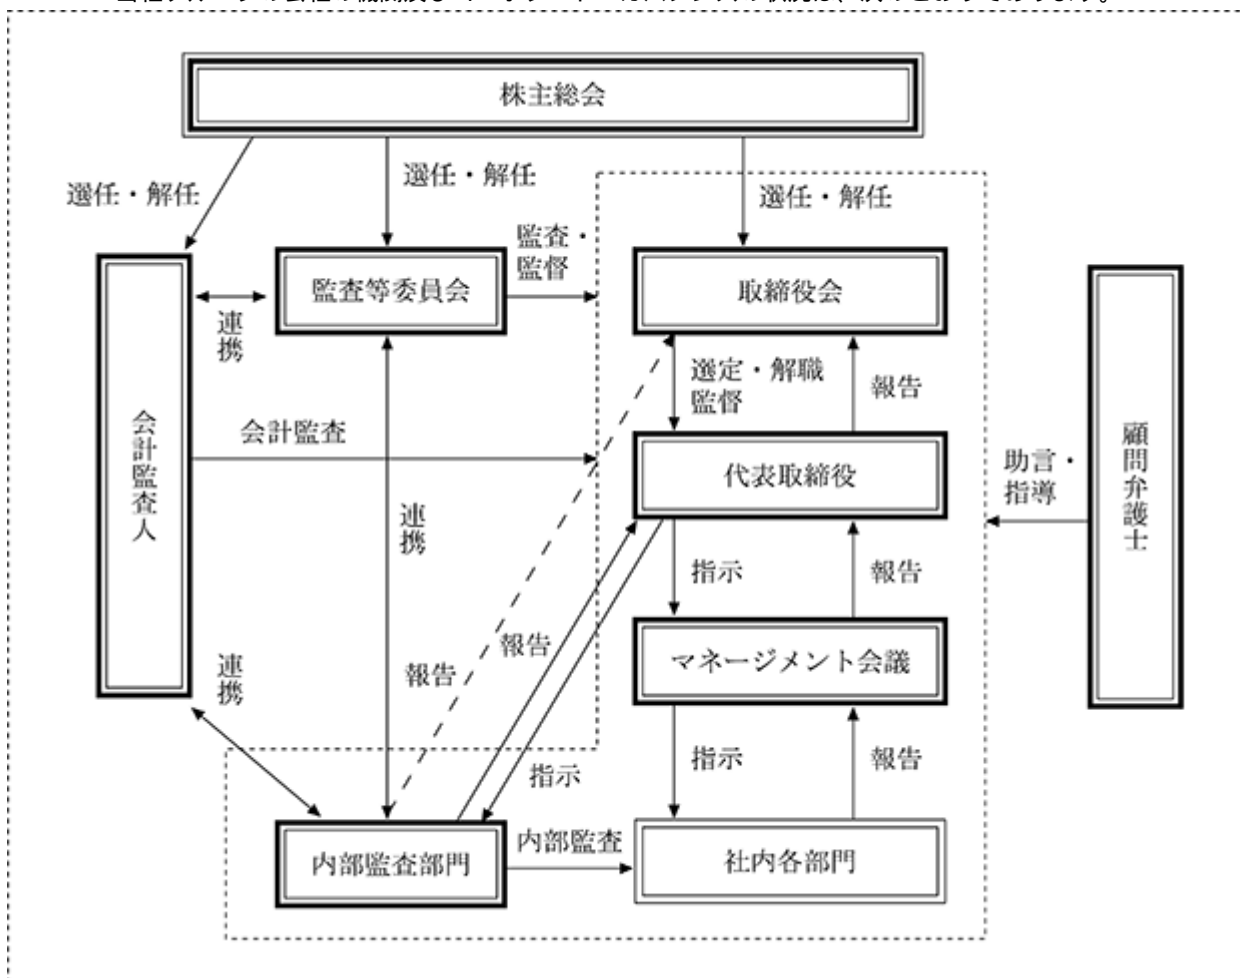 株主総会
選任・解任
選任・解任
選任・解任
監査・
監督
監査等委員会
取締役会
連携
選定・解職
監督
報告
会計監査人
会計監査
代表取締役
助言・
指導
顧問弁護士
連携
指示
報告
マネージメント会議
報告
報告
連携
指示
指示
報告
内部監査
内部監査部門
社内各部門